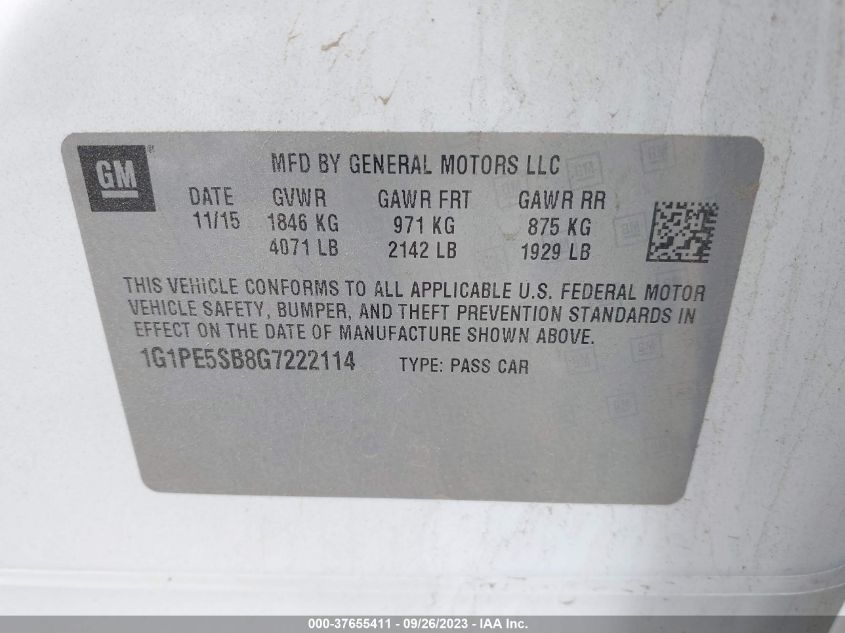 GM
MFD BY GENERAL MOTORS LLC
DATE GVWR GAWR FRT GAWR RR
11/15 1846 KG 971 KG 875 KG
4071 LB 2142 LB 1929 LB
THIS VEHICLE CONFORMS TO ALL APPLICABLE U.S. FEDERAL MOTOR
VEHICLE SAFETY, BUMPER, AND THEFT PREVENTION STANDARDS IN
EFFECT ON THE DATE OF MANUFACTURE SHOWN ABOVE.
1G1PE5SB8G7222114 TYPE: PASS CAR
000-37655411 - 09/26/2023 - IAA Inc.